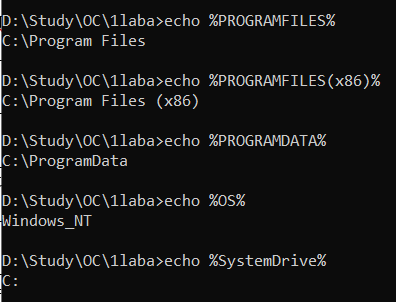 D:\Study\OC\1laba>echo %PROGRAMFILES%
C:\Program Files
D:\Study\OC\1laba>echo %PROGRAMFILES(x86)%
C:\Program Files (x86)
D:\Study\OC\1laba>echo %PROGRAMDATA%
C:\ProgramData
D:\Study\OC\1laba>echo %OS%
Windows_NT
D:\Study\OC\1laba>echo %SystemDrive%
C: